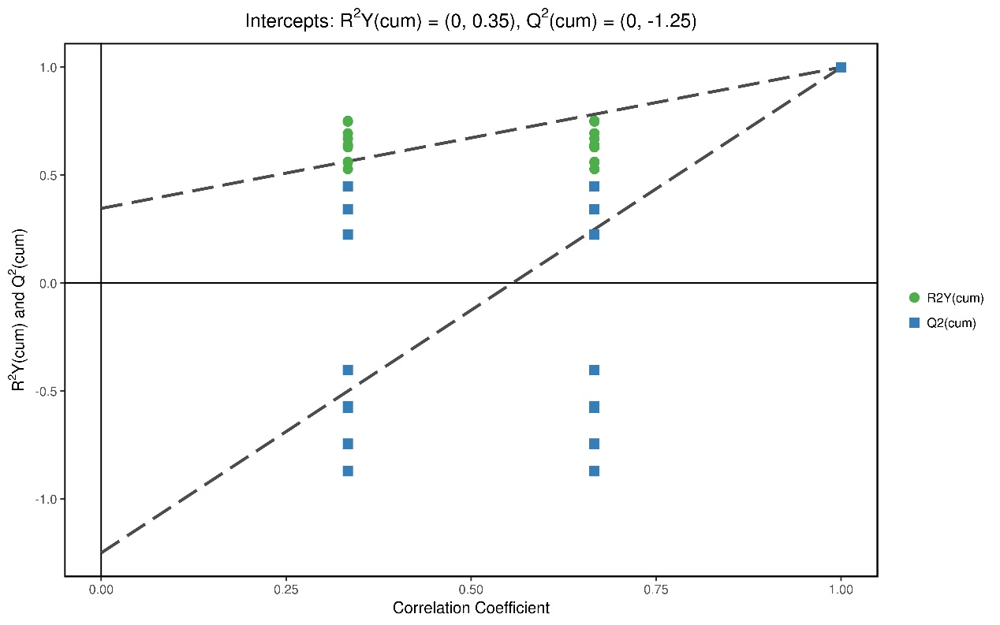 Intercepts: R²Y(cum) = (0, 0.35), Q²(cum) = (0, -1.25)
R²Y(cum) and Q²(cum)
1.0
0.5
0.0
-0.5
-1.0
R2Y(cum)
Q2(cum)
0.00 0.25 0.50 0.75 1.00
Correlation Coefficient